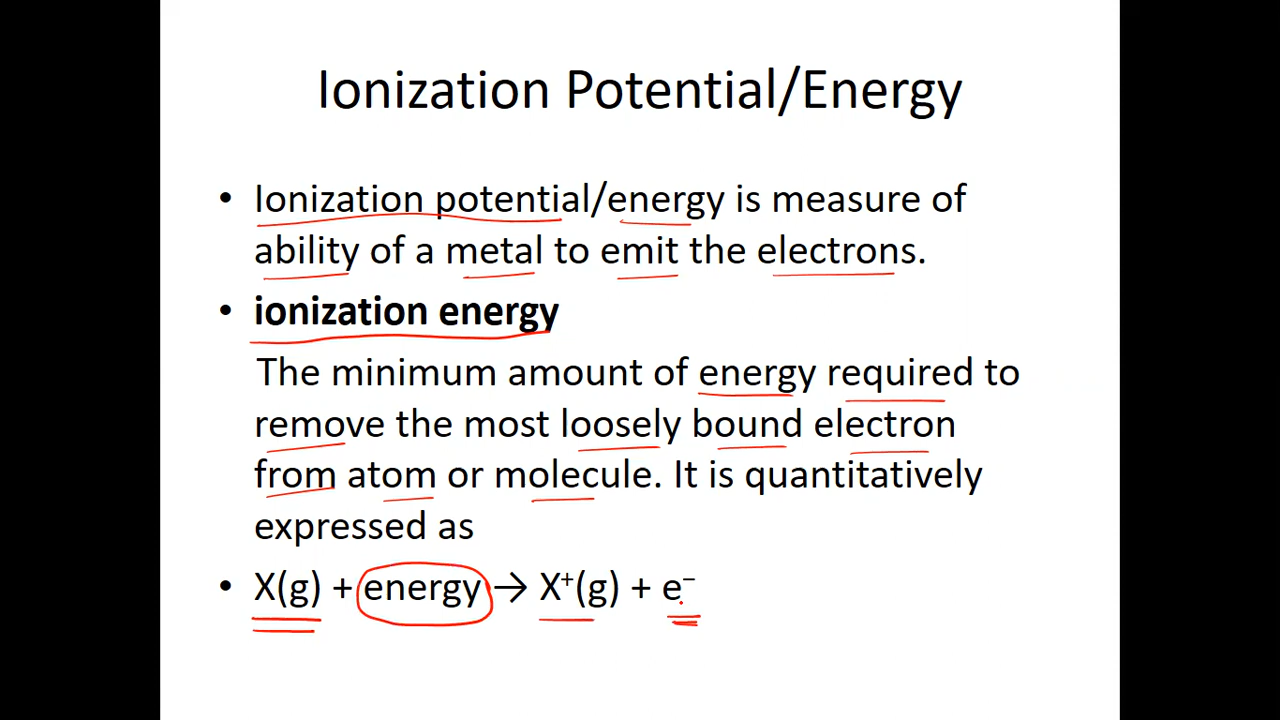 Ionization Potential/Energy
• Ionization potential/energy is measure of
ability of a metal to emit the electrons.
• ionization energy
The minimum amount of energy required to
remove the most loosely bound electron
from atom or molecule. It is quantitatively
expressed as
• X(g) + energy → X⁺(g) + e⁻